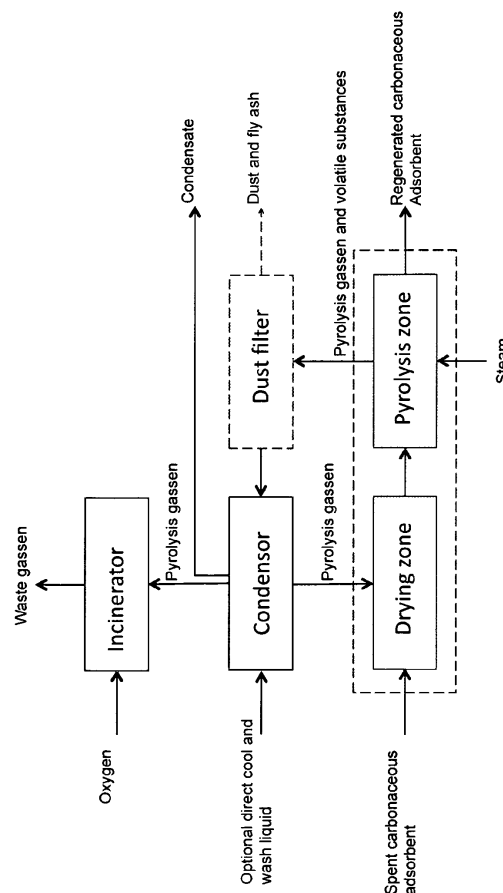 Waste gassen
Oxygen
Incinerator
Pyrolysis gassen
Condensate
Optional direct cool and
wash liquid
Condensor
Dust filter
Dust and fly ash
Pyrolysis gassen
Pyrolysis gassen and volatile substances
Spent carbonaceous
adsorbent
Drying zone
Pyrolysis zone
Regenerated carbonaceous
Adsorbent
Steam